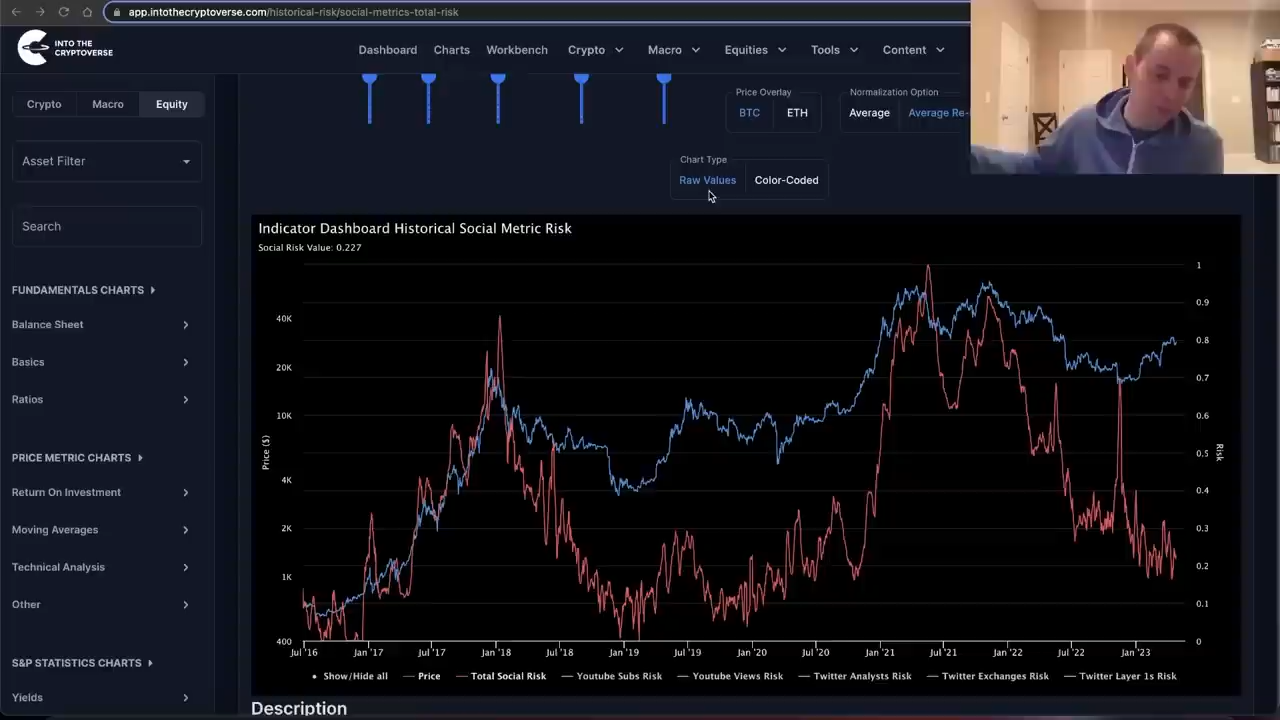 app.intothecryptoverse.com/historical-risk/social-metrics-total-risk
INTO THE
CRYPTOVERSE
Dashboard Charts Workbench Crypto Macro Equities Tools Content
Crypto Macro Equity
Asset Filter
Search
FUNDAMENTALS CHARTS
Balance Sheet
Basics
Ratios
PRICE METRIC CHARTS
Return On Investment
Moving Averages
Technical Analysis
Other
S&P STATISTICS CHARTS
Yields
Price Overlay
BTC ETH
Normalization Option
Average Average Re-
Chart Type
Raw Values Color-Coded
Indicator Dashboard Historical Social Metric Risk
Social Risk Value: 0.227
40K
20K
10K
4K
2K
1K
400
Price ($)
1
0.9
0.8
0.7
0.6
0.5
0.4
0.3
0.2
0.1
0
Risk
Jul '16 Jan '17 Jul '17 Jan '18 Jul '18 Jan '19 Jul '19 Jan '20 Jul '20 Jan '21 Jul '21 Jan '22 Jul '22 Jan '23
Show/Hide all Price Total Social Risk Youtube Subs Risk Youtube Views Risk Twitter Analysts Risk Twitter Exchanges Risk Twitter Layer 1s Risk
Description